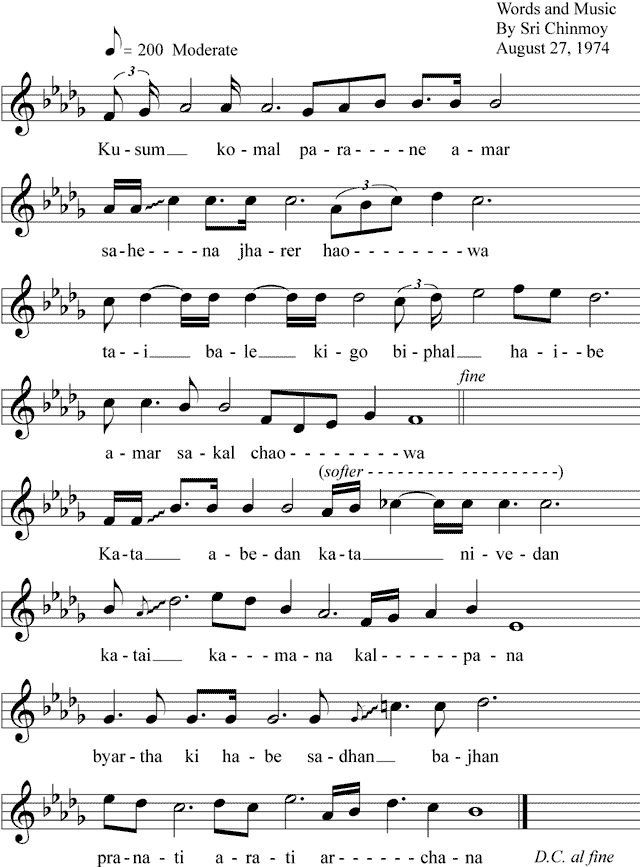 Words and Music
By Sri Chinmoy
August 27, 1974
= 200 Moderate
3
Ku - sum ko - mal pa - ra - - - - ne a - mar
3
sa - he - - - - na jha - rer hao - - - - - - - - wa
3
ta - - i ba - le ki - go bi - phal ha - i - - be
fine
a - mar sa - kal chao - - - - - - - - - wa
(softer - - - - - - - - - - - - - - - - - - -)
Ka - ta a - be - dan ka - ta ni - ve - dan
ka - tai ka - - - ma - na kal - - - - pa - na
byar - tha ki ha - be sa - dhan ba - jhan
pra - na - ti a - ra - ti ar - - - - - - cha - na
D.C. al fine